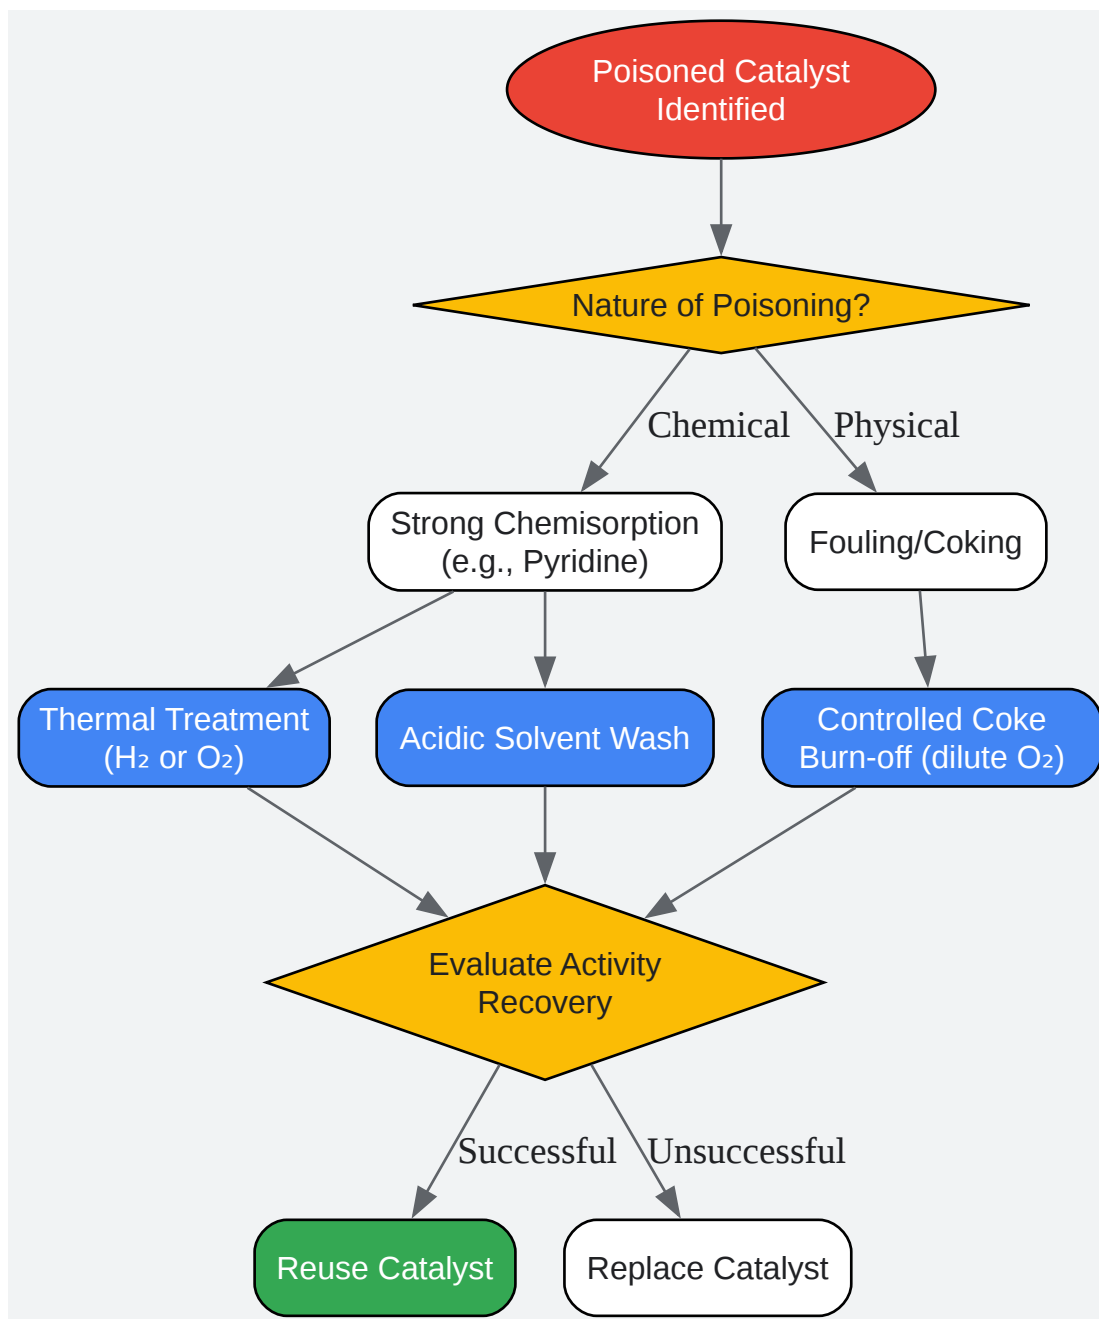 Poisoned Catalyst
Identified
Nature of Poisoning?
Chemical
Physical
Strong Chemisorption
(e.g., Pyridine)
Fouling/Coking
Thermal Treatment
(H₂ or O₂)
Acidic Solvent Wash
Controlled Coke
Burn-off (dilute O₂)
Evaluate Activity
Recovery
Successful
Unsuccessful
Reuse Catalyst
Replace Catalyst